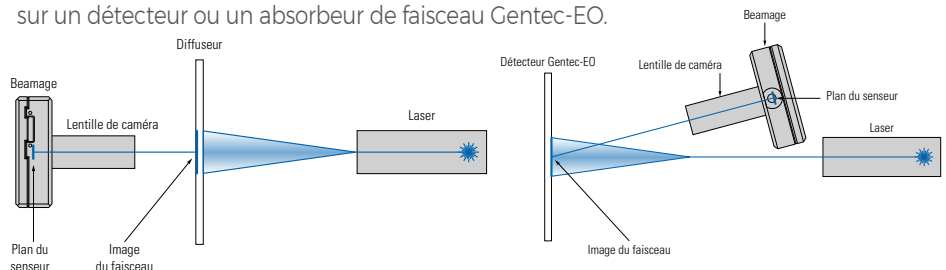 sur un détecteur ou un absorbeur de faisceau Gentec-EO.
Diffuseur
Beamage
Lentille de caméra
Laser
Plan du
senseur
Image
du faisceau
Beamage
Détecteur Gentec-EO
Lentille de caméra
Plan du senseur
Laser
Image du faisceau